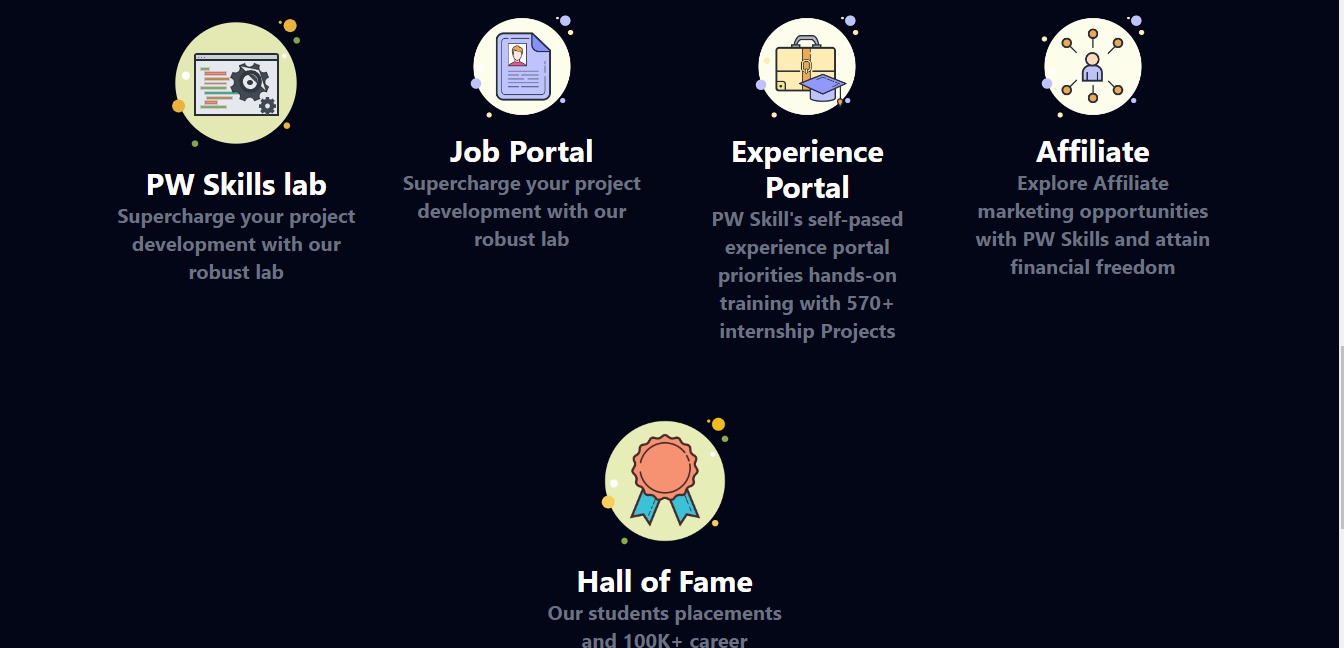 PW Skills lab
Supercharge your project
development with our
robust lab
Job Portal
Supercharge your project
development with our
robust lab
Experience
Portal
PW Skill's self-pased
experience portal
priorities hands-on
training with 570+
internship Projects
Affiliate
Explore Affiliate
marketing opportunities
with PW Skills and attain
financial freedom
Hall of Fame
Our students placements
and 100K+ career